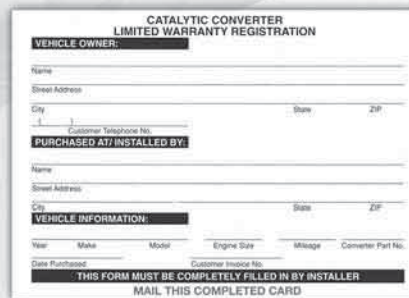 CATALYTIC CONVERTER
LIMITED WARRANTY REGISTRATION
VEHICLE OWNER:
Name
Street Address
City State ZIP
( )
Customer Telephone No.
PURCHASED AT/ INSTALLED BY:
Name
Street Address
City State ZIP
VEHICLE INFORMATION:
Year Make Model Engine Size Mileage Converter Part No.
Date Purchased Customer Invoice No.
THIS FORM MUST BE COMPLETELY FILLED IN BY INSTALLER
MAIL THIS COMPLETED CARD